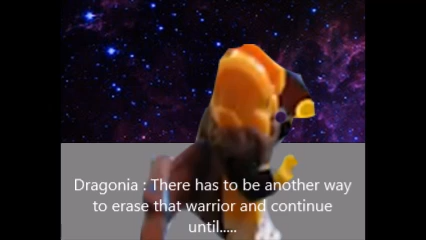 Dragonia : There has to be another way
to erase that warrior and continue
until.....